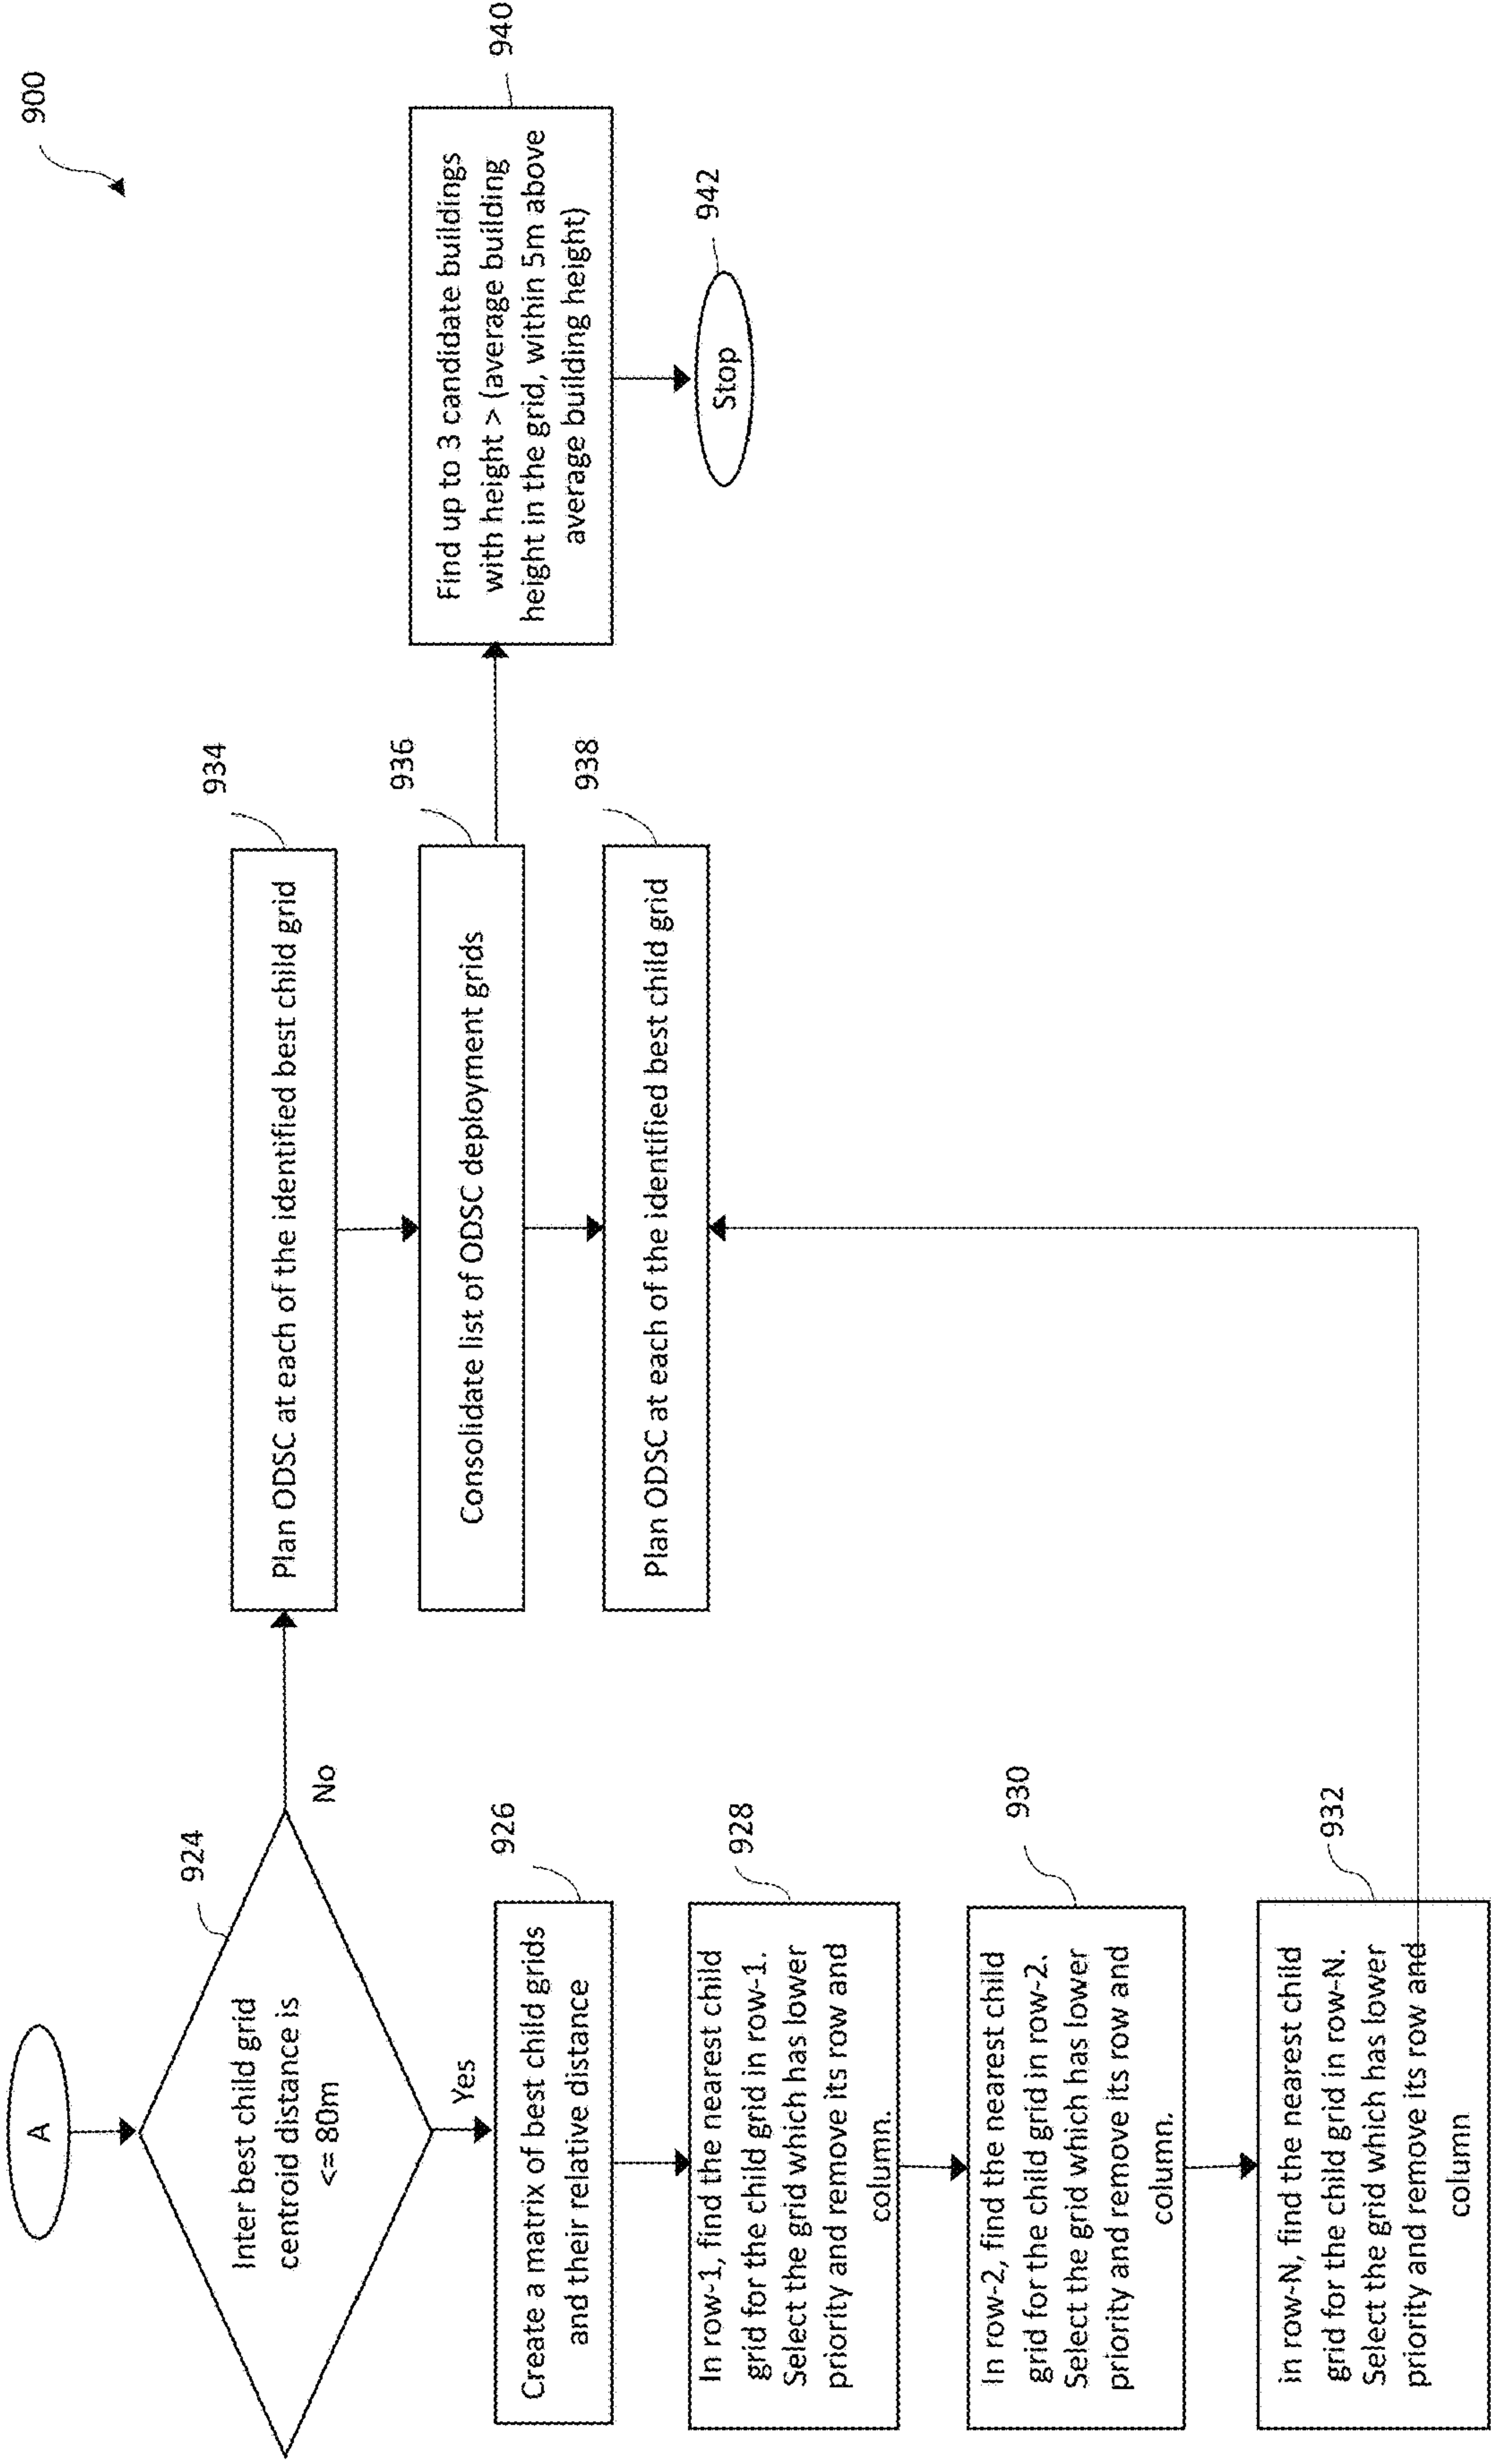 900
A
924
Inter best child grid
centroid distance is
<= 80m
No
Yes
926
Create a matrix of best child grids
and their relative distance
928
In row-1, find the nearest child
grid for the child grid in row-1.
Select the grid which has lower
priority and remove its row and
column.
930
In row-2, find the nearest child
grid for the child grid in row-2.
Select the grid which has lower
priority and remove its row and
column.
932
in row-N, find the nearest child
grid for the child grid in row-N.
Select the grid which has lower
priority and remove its row and
column
934
Plan ODSC at each of the identified best child grid
936
Consolidate list of ODSC deployment grids
938
Plan ODSC at each of the identified best child grid
940
Find up to 3 candidate buildings
with height > (average building
height in the grid, within 5m above
average building height)
942
Stop